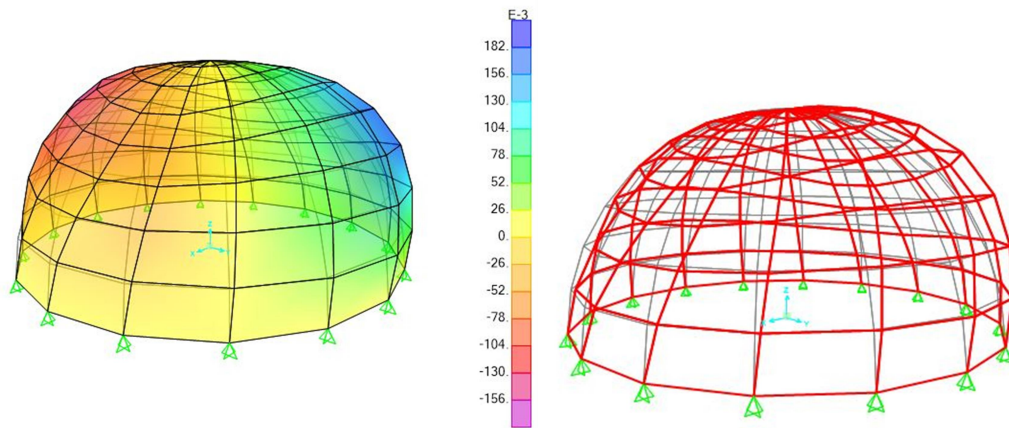 E-3
182.
156.
130.
104.
78.
52.
26.
0.
-26.
-52.
-78.
-104.
-130.
-156.
Z
X
Z
Y